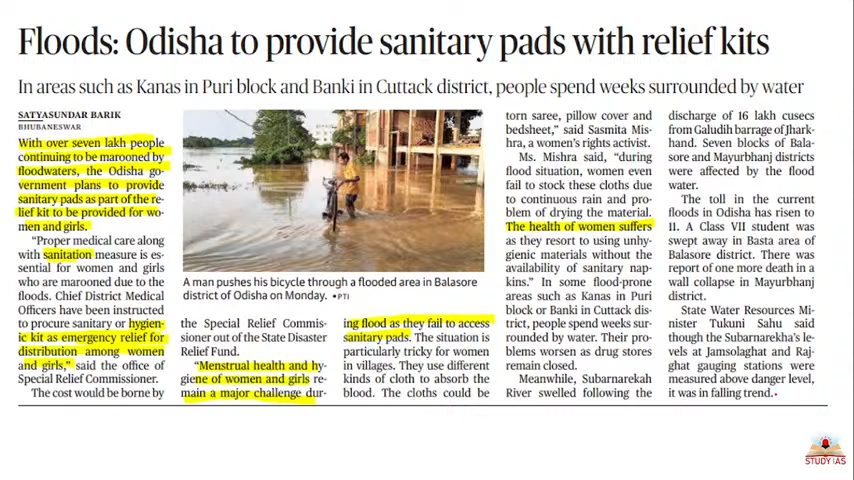 Floods: Odisha to provide sanitary pads with relief kits
In areas such as Kanas in Puri block and Banki in Cuttack district, people spend weeks surrounded by water
SATYASUNDAR BARIK
BHUBANESWAR
With over seven lakh people
continuing to be marooned by
floodwaters, the Odisha go-
vernment plans to provide
sanitary pads as part of the re-
lief kit to be provided for wo-
men and girls.
“Proper medical care along
with sanitation measure is es-
sential for women and girls
who are marooned due to the
floods. Chief District Medical
Officers have been instructed
to procure sanitary or hygien-
ic kit as emergency relief for
distribution among women
and girls,” said the office of
Special Relief Commissioner.
The cost would be borne by
A man pushes his bicycle through a flooded area in Balasore
district of Odisha on Monday. •PTI
the Special Relief Commis-
sioner out of the State Disaster
Relief Fund.
“Menstrual health and hy-
giene of women and girls re-
main a major challenge dur-
ing flood as they fail to access
sanitary pads. The situation is
particularly tricky for women
in villages. They use different
kinds of cloth to absorb the
blood. The cloths could be
torn saree, pillow cover and
bedsheet,” said Sasmita Mis-
hra, a women's rights activist.
Ms. Mishra said, “during
flood situation, women even
fail to stock these cloths due
to continuous rain and pro-
blem of drying the material.
The health of women suffers
as they resort to using unhy-
gienic materials without the
availability of sanitary nap-
kins.” In some flood-prone
areas such as Kanas in Puri
block or Banki in Cuttack dis-
trict, people spend weeks sur-
rounded by water. Their pro-
blems worsen as drug stores
remain closed.
Meanwhile, Subarnarekah
River swelled following the
discharge of 16 lakh cusecs
from Galudih barrage of Jhark-
hand. Seven blocks of Bala-
sore and Mayurbhanj districts
were affected by the flood
water.
The toll in the current
floods in Odisha has risen to
11. A Class VII student was
swept away in Basta area of
Balasore district. There was
report of one more death in a
wall collapse in Mayurbhanj
district.
State Water Resources Mi-
nister Tukuni Sahu said
though the Subarnarekha's le-
vels at Jamsolaghat and Raj-
ghat gauging stations were
measured above danger level,
it was in falling trend.
STUDY IAS